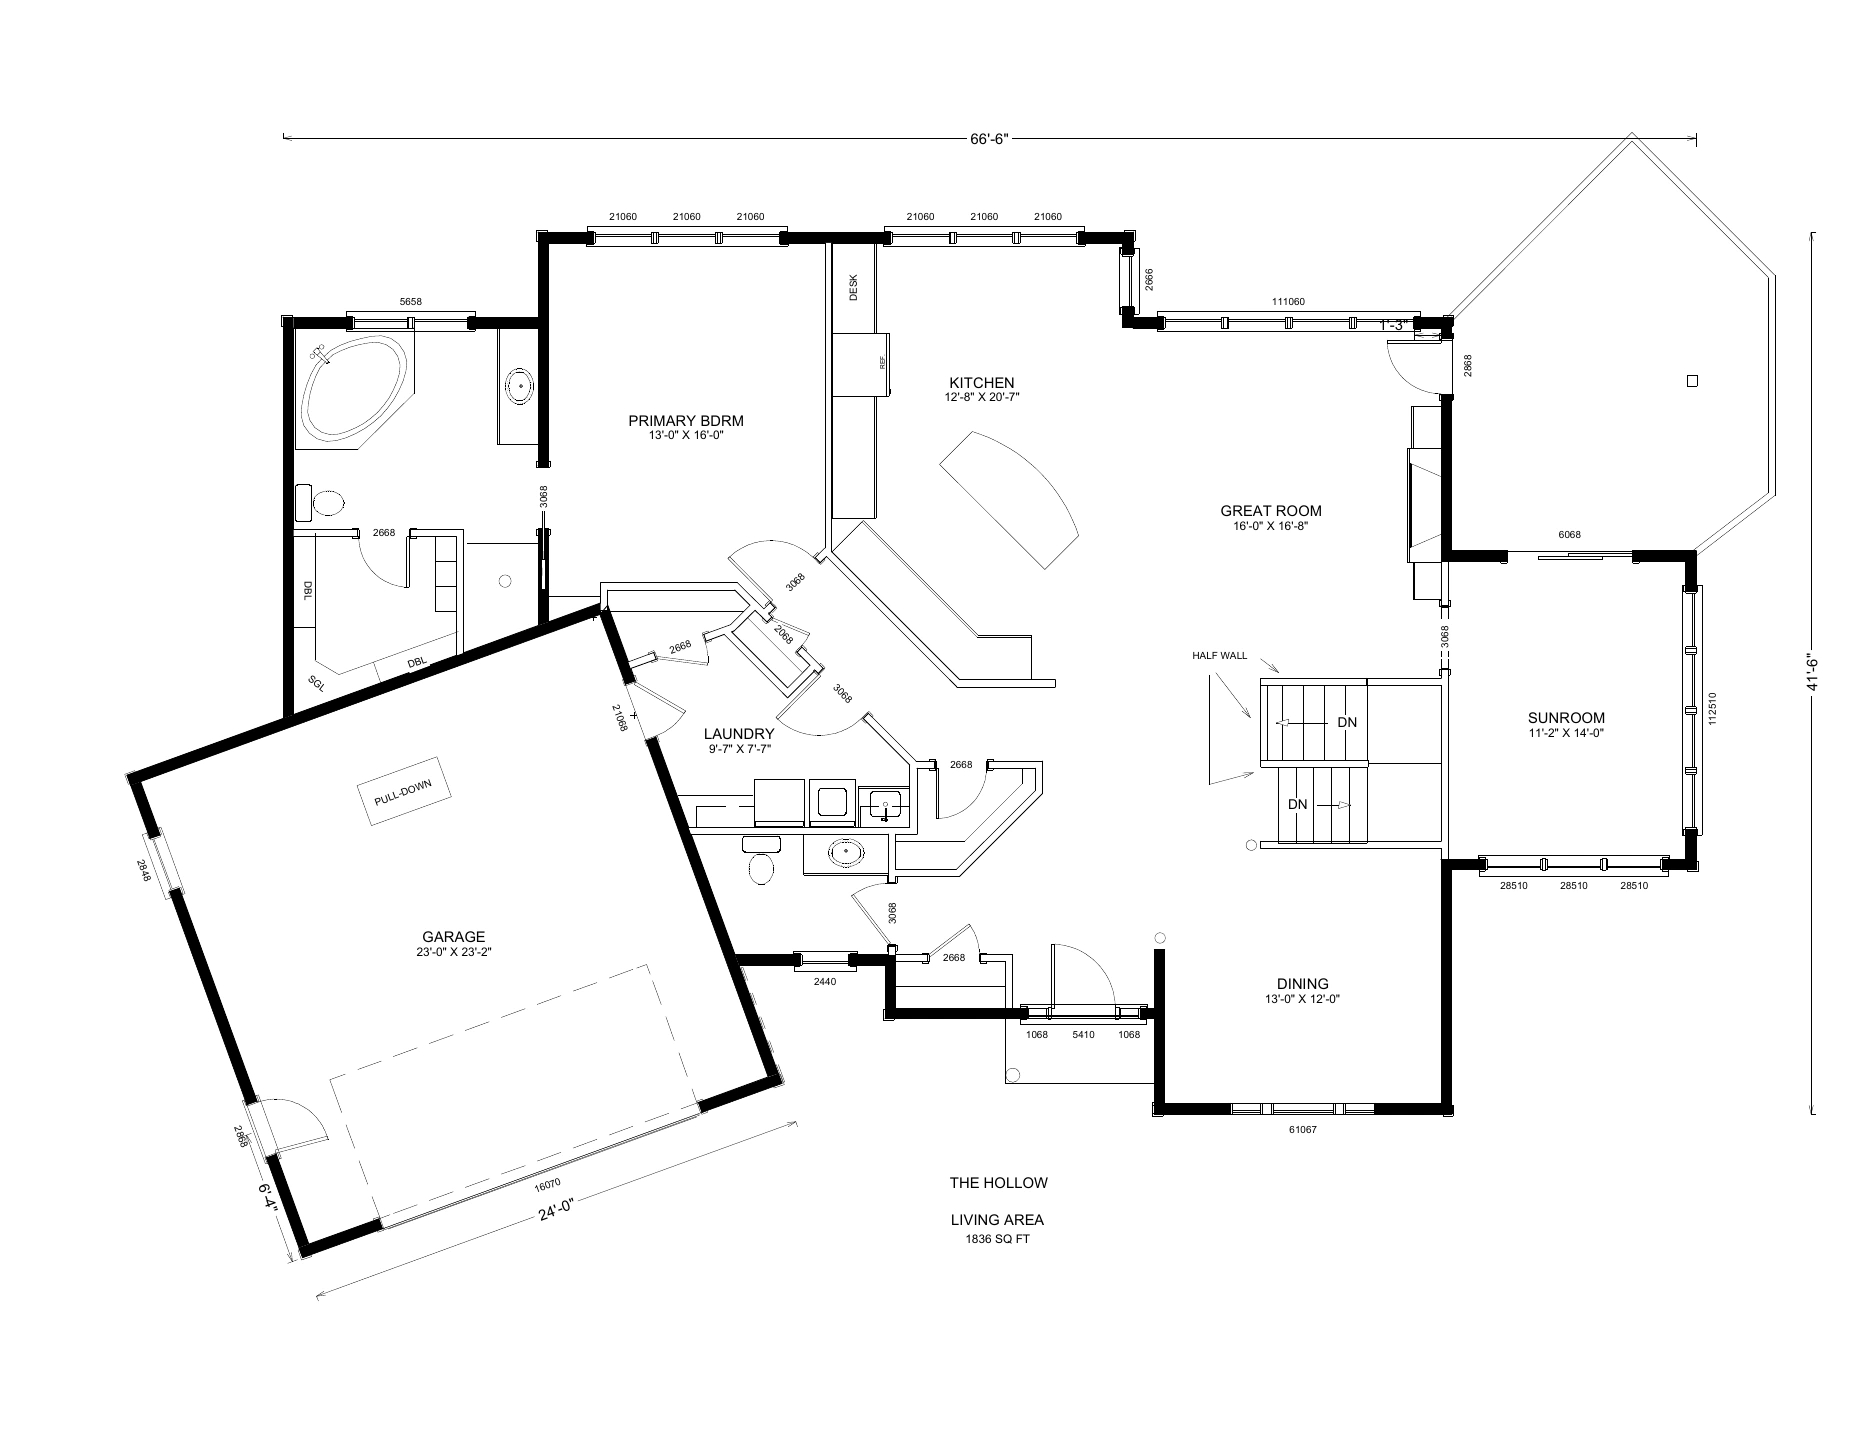 66'-6"
21060 21060 21060
21060 21060 21060
2666
5658
111060
1'-3"
2868
DESK
REF.
KITCHEN
12'-8" X 20'-7"
PRIMARY BDRM
13'-0" X 16'-0"
3068
GREAT ROOM
16'-0" X 16'-8"
2668
6068
DBL
3068
2068
2668
3068
HALF WALL
41'-6"
DBL
SGL
3068
21068
112510
DN
SUNROOM
11'-2" X 14'-0"
LAUNDRY
9'-7" X 7'-7"
2668
PULL-DOWN
DN
2848
28510 28510 28510
3068
GARAGE
23'-0" X 23'-2"
2668
2440
DINING
13'-0" X 12'-0"
1068 5410 1068
2868
61067
6'-4"
16070
24'-0"
THE HOLLOW
LIVING AREA
1836 SQ FT